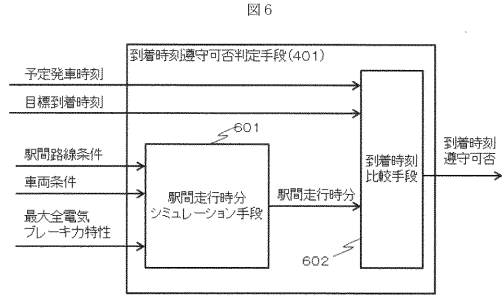 図6
到着時刻遵守可否判定手段(401)
予定発車時刻
目標到着時刻
601
駅間路線条件
車両条件
最大全電気
ブレーキ力特性
駅間走行時分
シミュレーション手段
駅間走行時分
到着時刻
比較手段
602
到着時刻
遵守可否